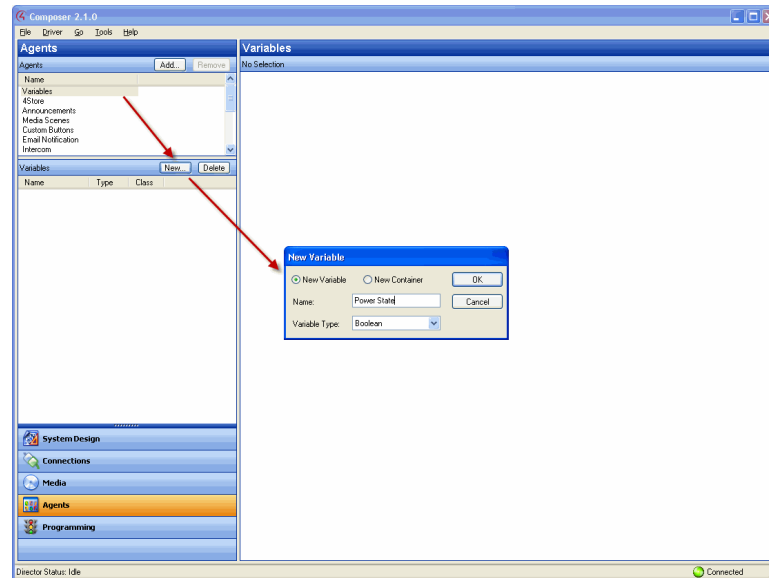 Composer 2.1.0
File Driver Go Tools Help
Agents
Agents Add... Remove
Name
Variables
4Store
Announcements
Media Scenes
Custom Buttons
Email Notification
Intercom
Variables New... Delete
Name Type Class
System Design
Connections
Media
Agents
Programming
Variables
No Selection
New Variable
New Variable New Container OK
Name: Power State Cancel
Variable Type: Boolean
Director Status: Idle Connected